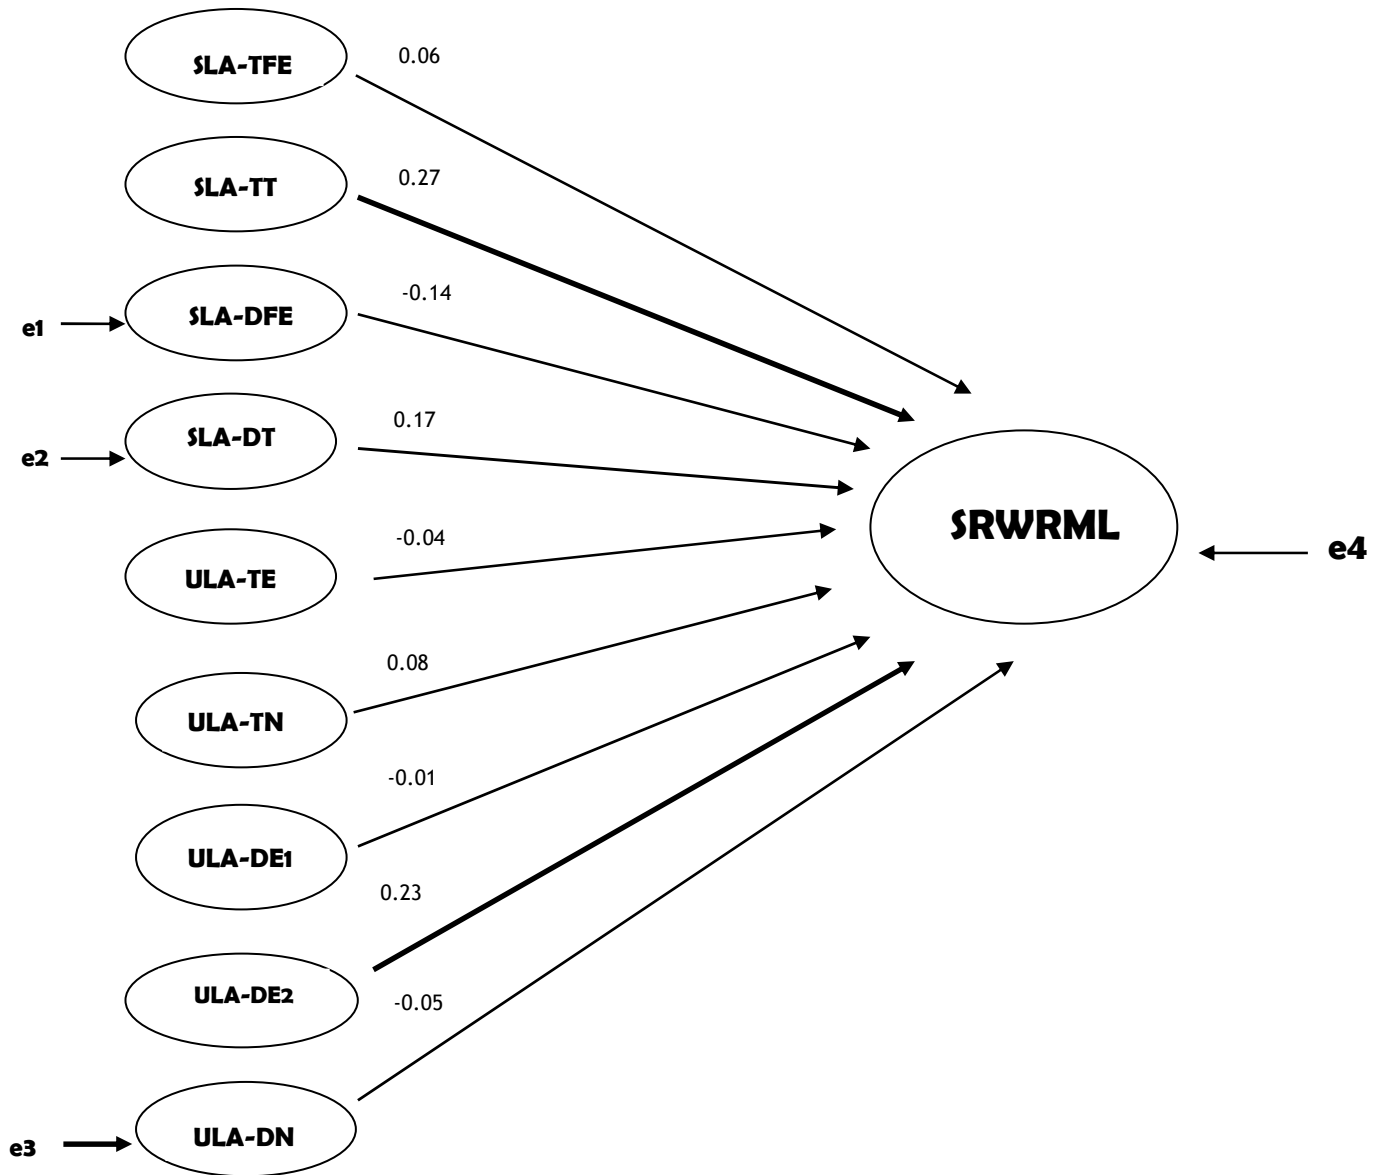 SLA-TFE
0.06
SLA-TT
0.27
SLA-DFE
-0.14
e1
SLA-DT
0.17
e2
ULA-TE
-0.04
SRWRML
e4
ULA-TN
0.08
ULA-DE1
-0.01
ULA-DE2
0.23
ULA-DN
-0.05
e3